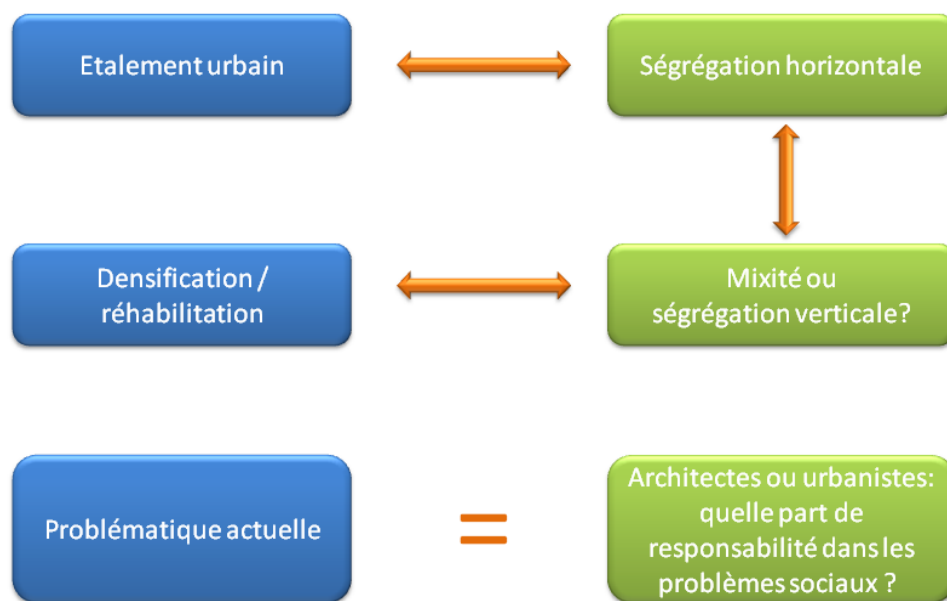 Etalement urbain
Ségrégation horizontale
Densification /
réhabilitation
Mixité ou
ségrégation verticale?
Problématique actuelle
=
Architectes ou urbanistes:
quelle part de
responsabilité dans les
problèmes sociaux ?